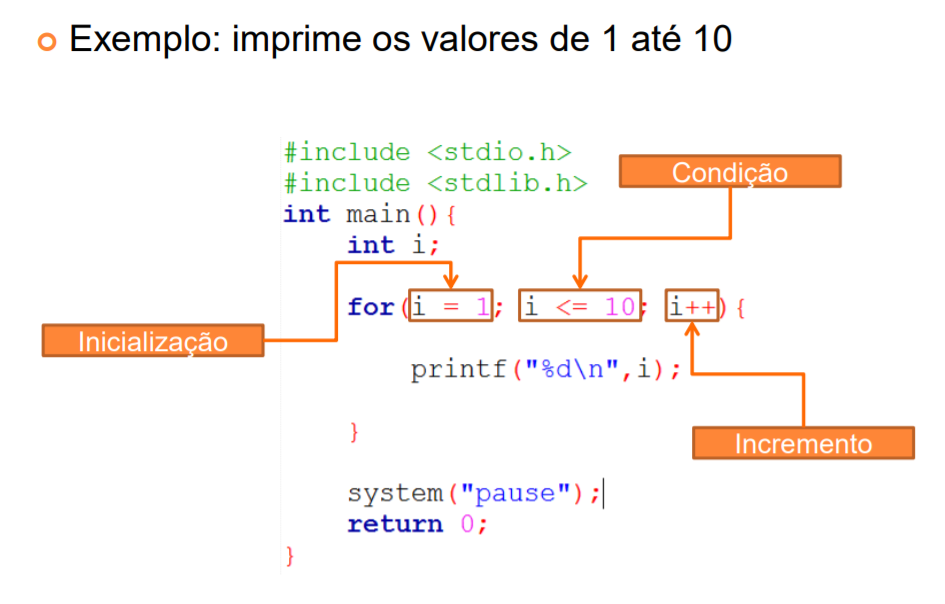 Exemplo: imprime os valores de 1 até 10
#include <stdio.h>
#include <stdlib.h>
Condição
int main(){
int i;
for(i = 1; i <= 10; i++){
Inicialização
printf("%d\n",i);
}
Incremento
system("pause");
return 0;
}